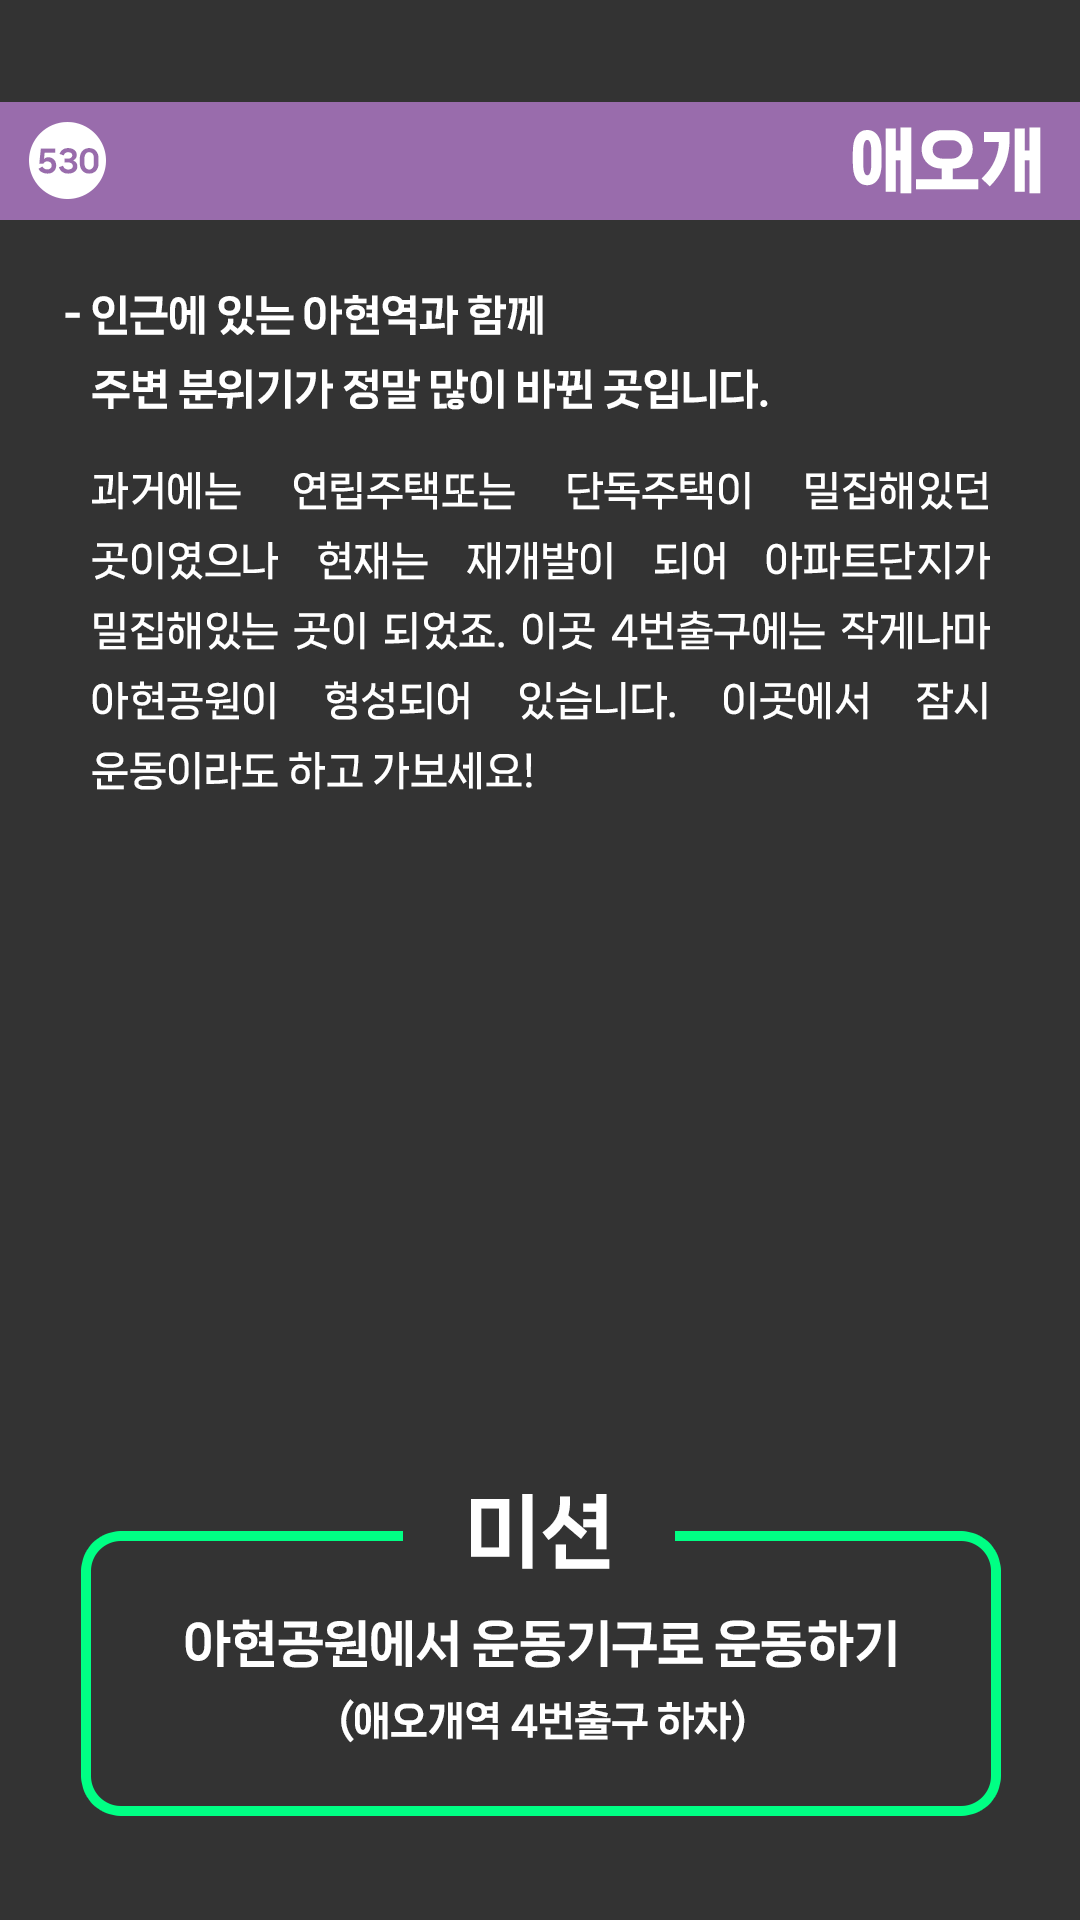 530
애오개
- 인근에 있는 아현역과 함께
주변 분위기가 정말 많이 바뀐 곳입니다.
과거에는 연립주택또는 단독주택이 밀집해있던
곳이였으나 현재는 재개발이 되어 아파트단지가
밀집해있는 곳이 되었죠. 이곳 4번출구에는 작게나마
아현공원이 형성되어 있습니다. 이곳에서 잠시
운동이라도 하고 가보세요!
미션
아현공원에서 운동기구로 운동하기
(애오개역 4번출구 하차)